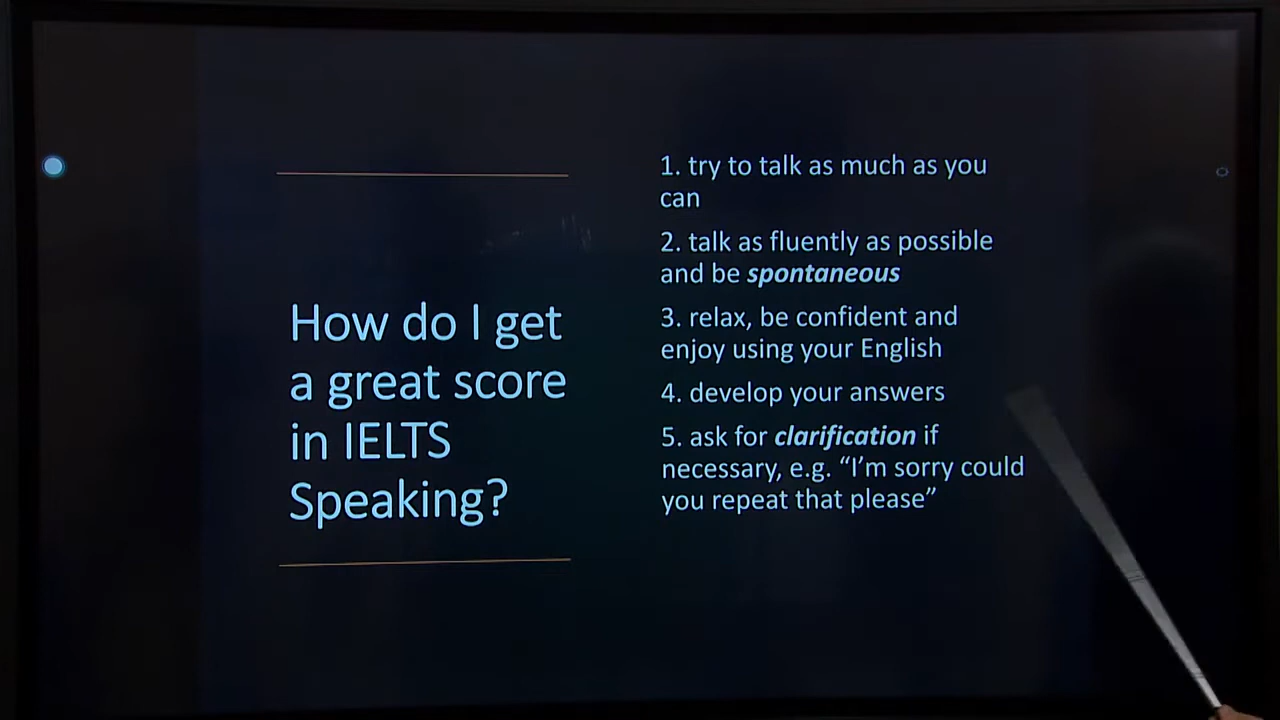 How do I get
a great score
in IELTS
Speaking?
1. try to talk as much as you
can
2. talk as fluently as possible
and be spontaneous
3. relax, be confident and
enjoy using your English
4. develop your answers
5. ask for clarification if
necessary, e.g. “I’m sorry could
you repeat that please”